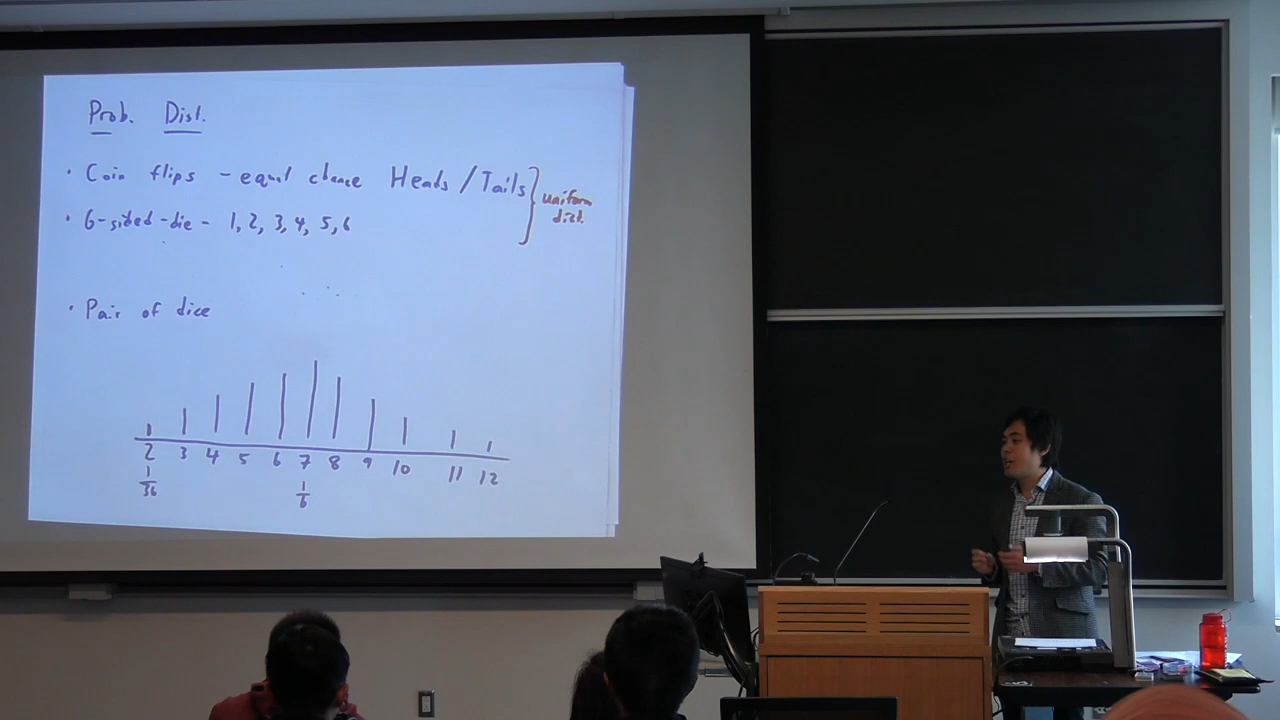 Prob. Dist.
• Coin flips - equal chance Heads / Tails
uniform
dist.
• 6-sided-die - 1, 2, 3, 4, 5, 6
• Pair of dice
2 3 4 5 6 7 8 9 10 11 12
1/36 1/6